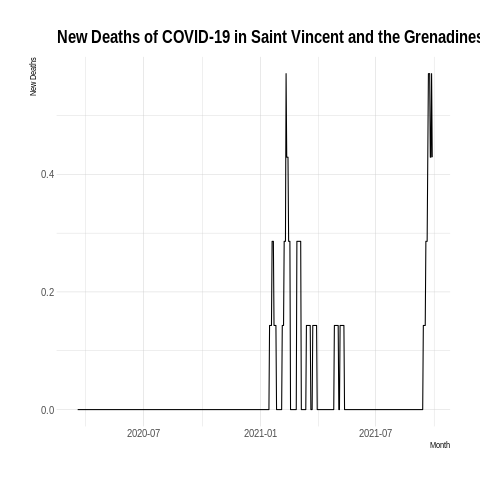 New Deaths of COVID-19 in Saint Vincent and the Grenadines
New Deaths
0.4
0.2
0.0
2020-07 2021-01 2021-07
Month